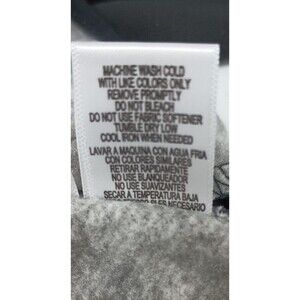 MACHINE WASH COLD
WITH LIKE COLORS ONLY
REMOVE PROMPTLY
DO NOT BLEACH
DO NOT USE FABRIC SOFTENER
TUMBLE DRY LOW
COOL IRON WHEN NEEDED
LAVAR A MAQUINA CON AGUA FRIA
CON COLORES SIMILARES
RETIRAR RAPIDAMENTE
NO USE BLANQUEADOR
NO USE SUAVIZANTES
SECAR A TEMPERATURA BAJA
NECESARIO